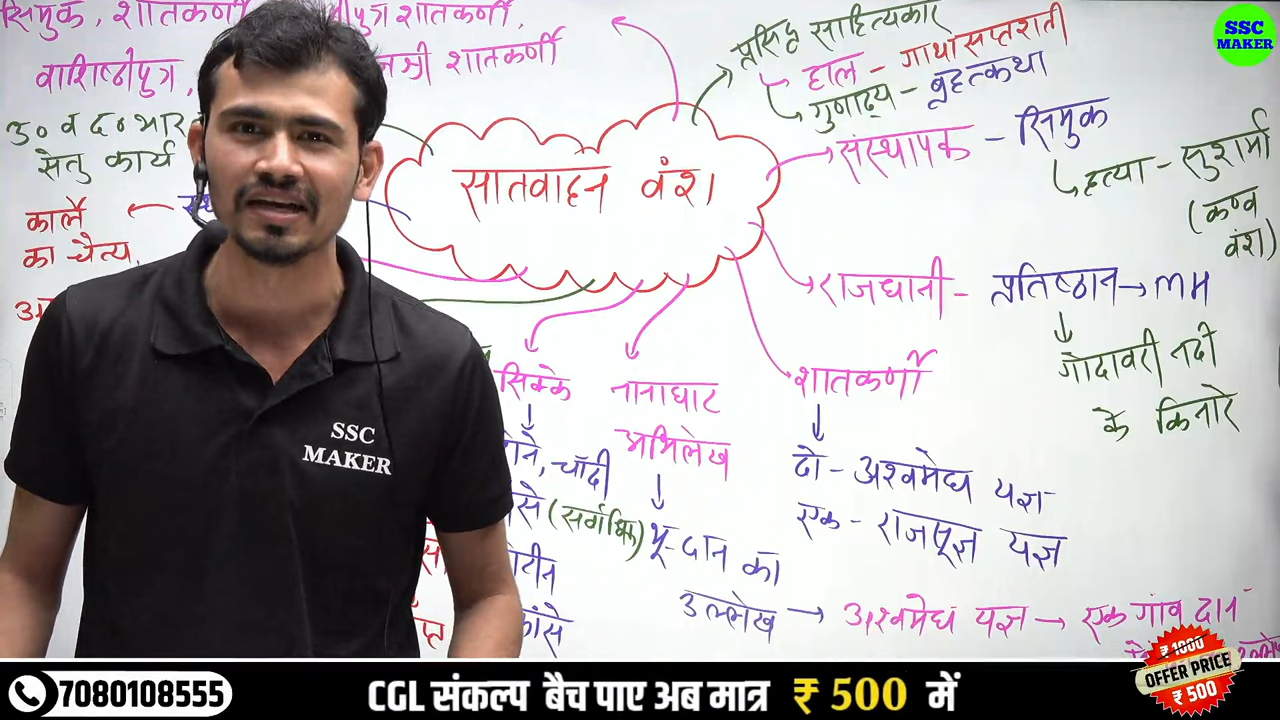 सिमुक, शातकर्णी
पुत्र शातकर्णी,
वाशिष्ठीपुत्र,
श्री शातकर्णी
उ० व द० भार
सेतु कार्य
कार्ले
का चैत्य,
सातवाहन वंश
प्रसिद्ध साहित्यकार
हाल - गाथासप्तशती
गुणाढ्य - बृहत्कथा
संस्थापक - सिमुक
हत्या - सुशर्मा
(कण्व
वंश)
राजधानी - प्रतिष्ठान → MH
गोदावरी नदी
के किनारे
शातकर्णी
दो - अश्वमेघ यज्ञ
एक - राजसूज्ञ यज्ञ
सिक्के
चाँदी
(सर्वाधिक)
नानाघाट
अभिलेख
भू-दान का
उल्लेख → अश्वमेघ यज्ञ → एक गांव दान
SSC
MAKER
SSC
MAKER
7080108555
CGL संकल्प बैच पाए अब मात्र ₹ 500 में
₹ 1000
OFFER PRICE
₹ 500